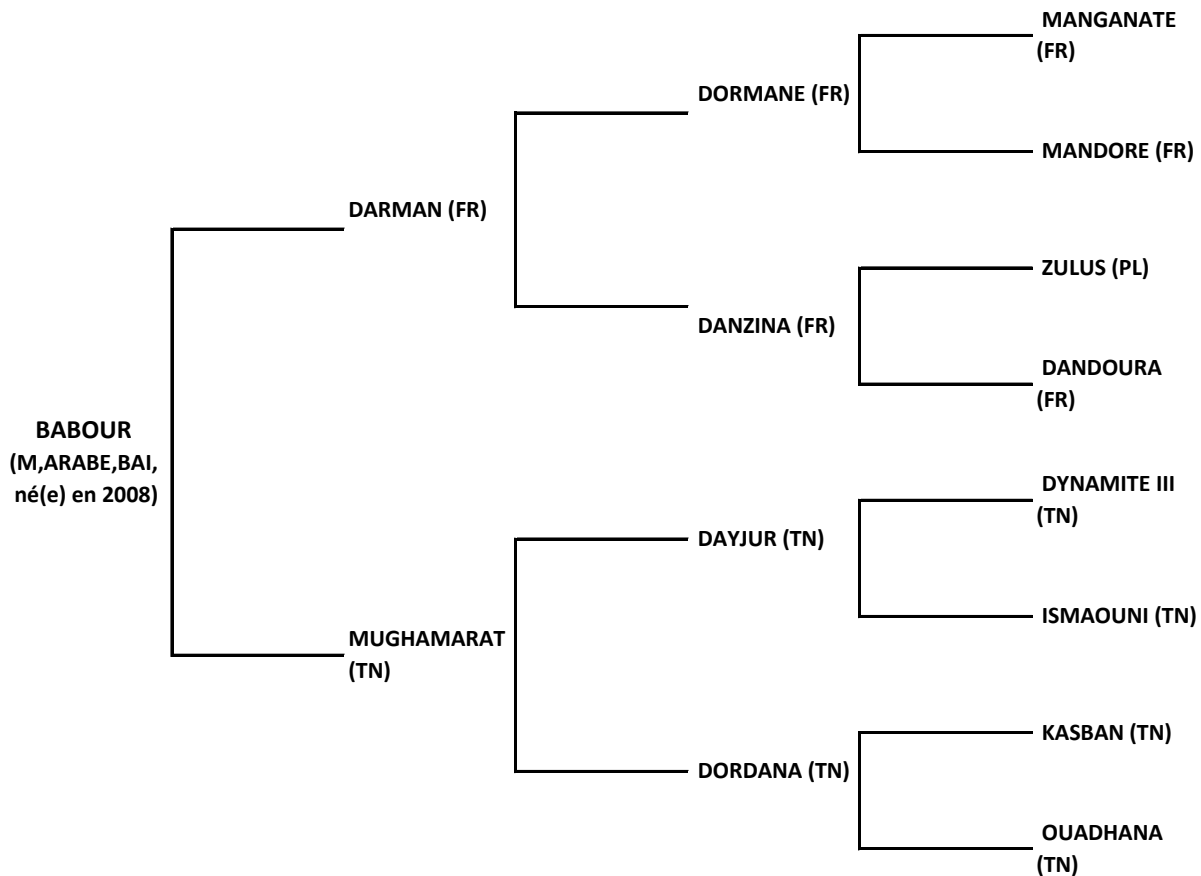 MANGANATE
(FR)
DORMANE (FR)
MANDORE (FR)
DARMAN (FR)
ZULUS (PL)
DANZINA (FR)
DANDOURA
(FR)
BABOUR
(M,ARABE,BAI,
né(e) en 2008)
DYNAMITE III
(TN)
DAYJUR (TN)
ISMAOUNI (TN)
MUGHAMARAT
(TN)
KASBAN (TN)
DORDANA (TN)
OUADHANA
(TN)